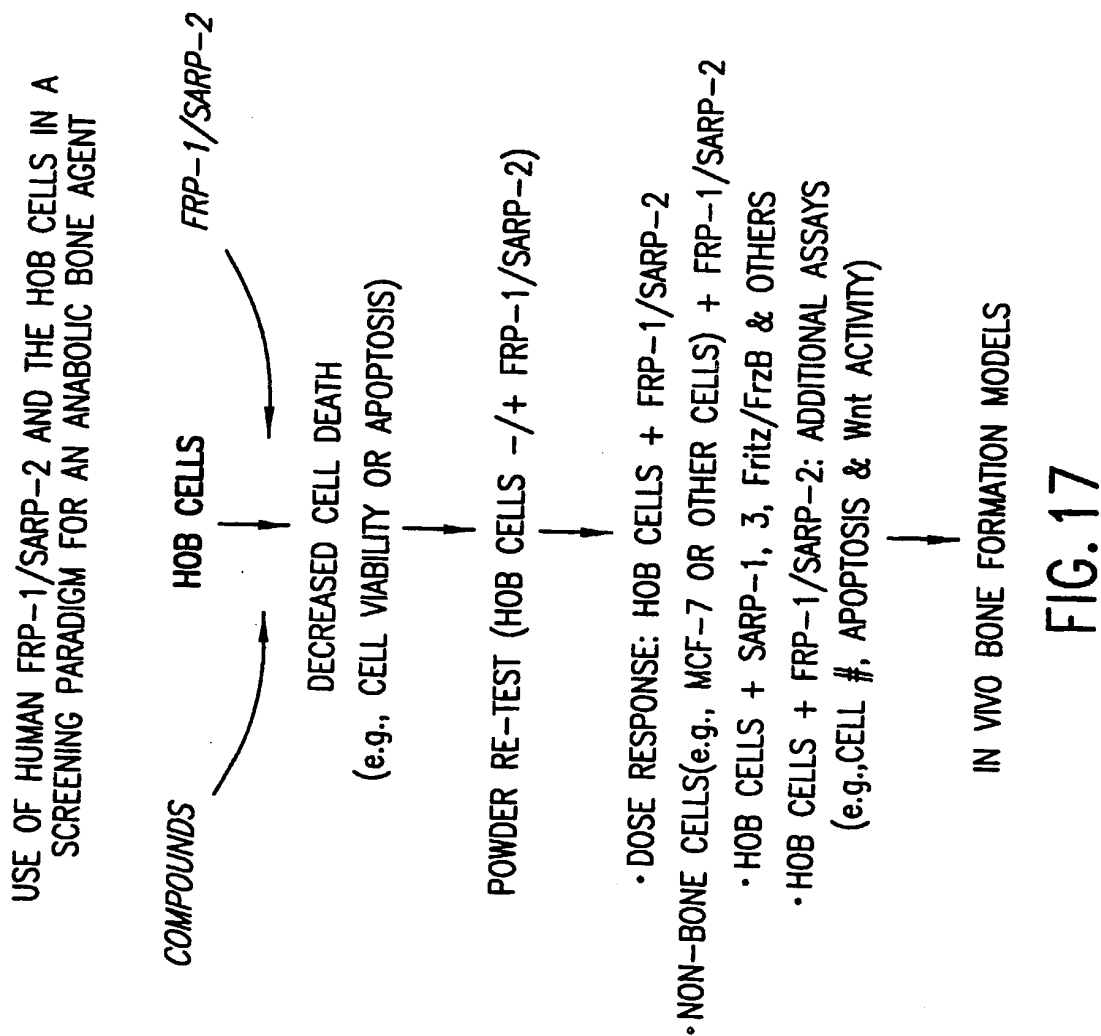 USE OF HUMAN FRP-1/SARP-2 AND THE HOB CELLS IN A
SCREENING PARADIGM FOR AN ANABOLIC BONE AGENT
COMPOUNDS
HOB CELLS
FRP-1/SARP-2
DECREASED CELL DEATH
(e.g., CELL VIABILITY OR APOPTOSIS)
POWDER RE-TEST (HOB CELLS -/+ FRP-1/SARP-2)
·DOSE RESPONSE: HOB CELLS + FRP-1/SARP-2
·NON-BONE CELLS(e.g., MCF-7 OR OTHER CELLS) + FRP-1/SARP-2
·HOB CELLS + SARP-1, 3, Fritz/FrzB & OTHERS
·HOB CELLS + FRP-1/SARP-2: ADDITIONAL ASSAYS
(e.g.,CELL #, APOPTOSIS & Wnt ACTIVITY)
IN VIVO BONE FORMATION MODELS
FIG. 17